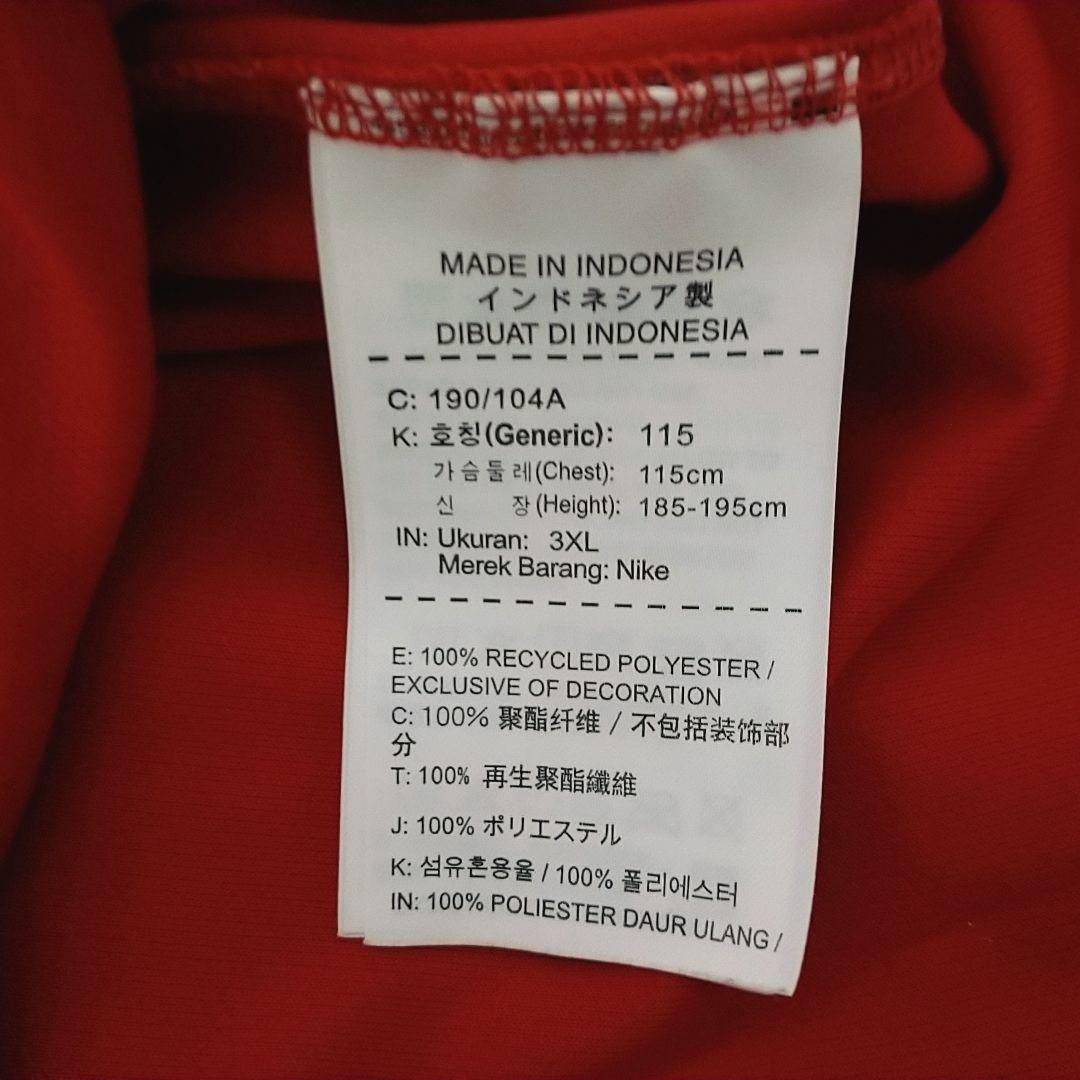 MADE IN INDONESIA
インドネシア製
DIBUAT DI INDONESIA
C: 190/104A
K: 호칭(Generic): 115
가슴둘레(Chest): 115cm
신 장(Height): 185-195cm
IN: Ukuran: 3XL
Merek Barang: Nike
E: 100% RECYCLED POLYESTER /
EXCLUSIVE OF DECORATION
C: 100% 聚酯纤维 / 不包括装饰部
分
T: 100% 再生聚酯纖維
J: 100% ポリエステル
K: 섬유혼용율 / 100% 폴리에스터
IN: 100% POLIESTER DAUR ULANG /